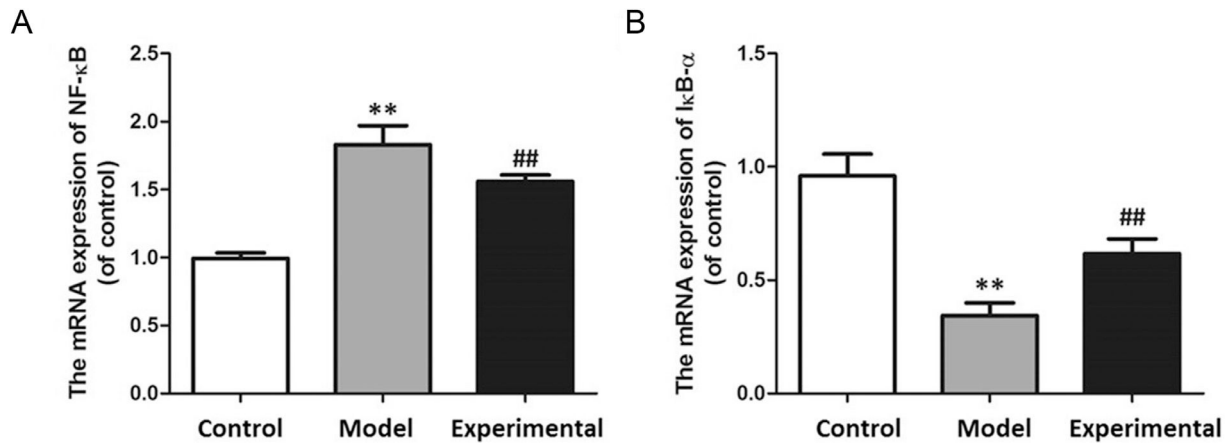 A
The mRNA expression of NF-κB
(of control)
2.5
2.0
1.5
1.0
0.5
0.0
**
##
Control
Model
Experimental
B
The mRNA expression of IκB-α
(of control)
1.5
1.0
0.5
0.0
**
##
Control
Model
Experimental